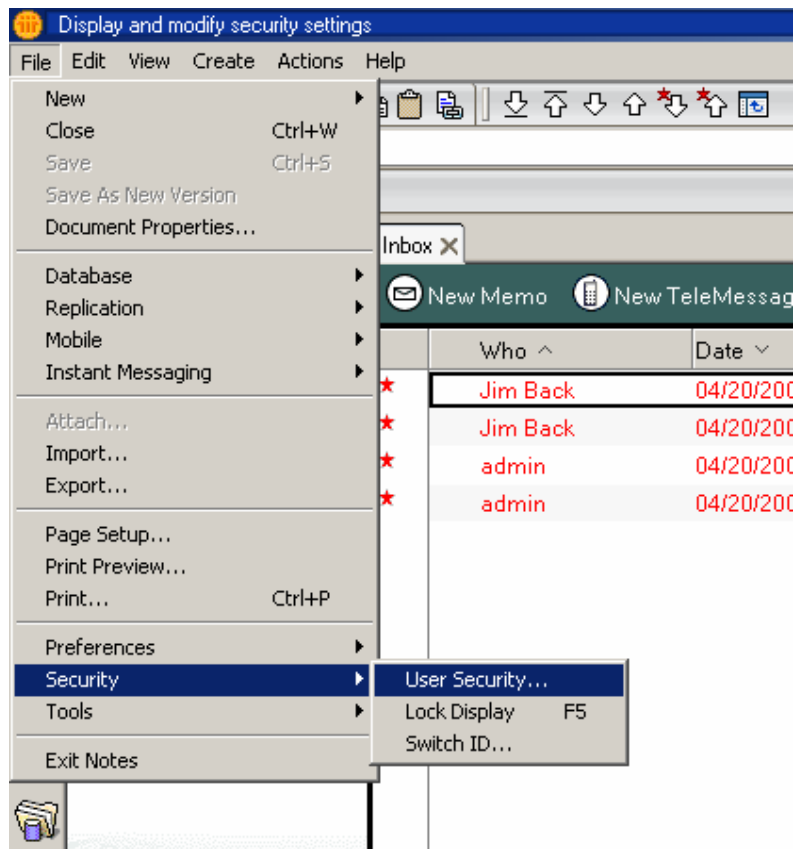 Display and modify security settings
File Edit View Create Actions Help
New
Close Ctrl+W
Save Ctrl+S
Save As New Version
Document Properties...
Inbox
Database
New Memo New TeleMessag
Replication
Mobile
Who Date
Instant Messaging
Jim Back 04/20/200
Attach...
Jim Back 04/20/200
Import...
admin 04/20/200
Export...
admin 04/20/200
Page Setup...
Print Preview...
Print... Ctrl+P
Preferences
Security User Security...
Tools Lock Display F5
Switch ID...
Exit Notes